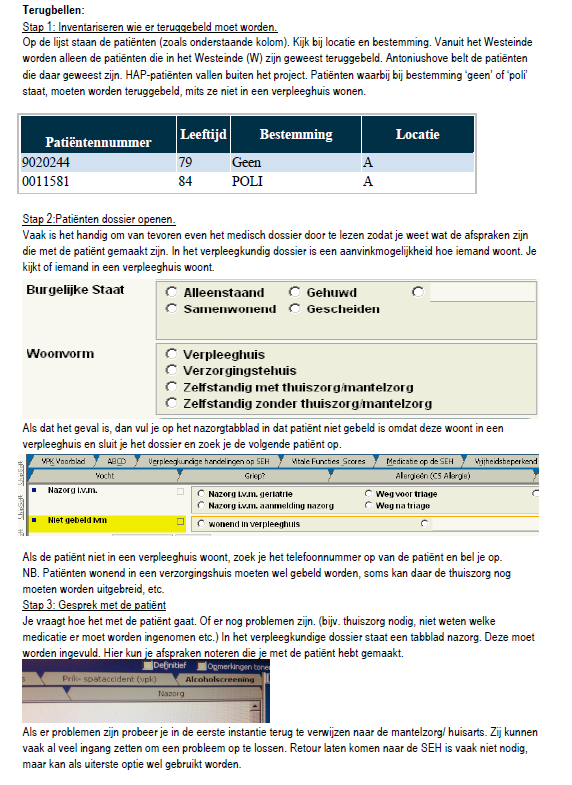 Terugbellen:
Stap 1: Inventariseren wie er teruggebeld moet worden.
Op de lijst staan de patiënten (zoals onderstaande kolom). Kijk bij locatie en bestemming. Vanuit het Westeinde
worden alleen de patiënten die in het Westeinde (W) zijn geweest teruggebeld. Antoniushove belt de patiënten
die daar geweest zijn. HAP-patiënten vallen buiten het project. Patiënten waarbij bij bestemming 'geen' of 'poli'
staat, moeten worden teruggebeld, mits ze niet in een verpleeghuis wonen.
Patiëntennummer Leeftijd Bestemming Locatie
9020244 79 Geen A
0011581 84 POLI A
Stap 2:Patiënten dossier openen.
Vaak is het handig om van tevoren even het medisch dossier door te lezen zodat je weet wat de afspraken zijn
die met de patiënt gemaakt zijn. In het verpleegkundig dossier is een aanvinkmogelijkheid hoe iemand woont. Je
kijkt of iemand in een verpleeghuis woont.
Burgelijke Staat Alleenstaand Gehuwd
Samenwonend Gescheiden
Woonvorm Verpleeghuis
Verzorgingstehuis
Zelfstandig met thuiszorg/mantelzorg
Zelfstandig zonder thuiszorg/mantelzorg
Als dat het geval is, dan vul je op het nazorgtabblad in dat patiënt niet gebeld is omdat deze woont in een
verpleeghuis en sluit je het dossier en zoek je de volgende patiënt op.
VPK Voorblad ABCD Verpleegkundige handelingen op SEH Vitale Functies_Scores Medicatie op de SEH Vrijheidsbeperkend
Vocht Griep? Allergieën (CS Allergie)
Nazorg i.v.m. Nazorg i.v.m. geriatrie Weg voor triage
Nazorg i.v.m. aanmelding nazorg Weg na triage
Niet gebeld ivm wonend in verpleeghuis
Als de patiënt niet in een verpleeghuis woont, zoek je het telefoonnummer op van de patiënt en bel je op.
NB. Patiënten wonend in een verzorgingshuis moeten wel gebeld worden, soms kan daar de thuiszorg nog
moeten worden uitgebreid, etc.
Stap 3: Gesprek met de patiënt
Je vraagt hoe het met de patiënt gaat. Of er nog problemen zijn. (bijv. thuiszorg nodig, niet weten welke
medicatie er moet worden ingenomen etc.) In het verpleegkundige dossier staat een tabblad nazorg. Deze moet
worden ingevuld. Hier kun je afspraken noteren die je met de patiënt hebt gemaakt.
Definitief Opmerkingen tonen
s Prik- spataccident (vpk) Alcoholscreening
Nazorg
Als er problemen zijn probeer je in de eerste instantie terug te verwijzen naar de mantelzorg/ huisarts. Zij kunnen
vaak al veel ingang zetten om een probleem op te lossen. Retour laten komen naar de SEH is vaak niet nodig,
maar kan als uiterste optie wel gebruikt worden.